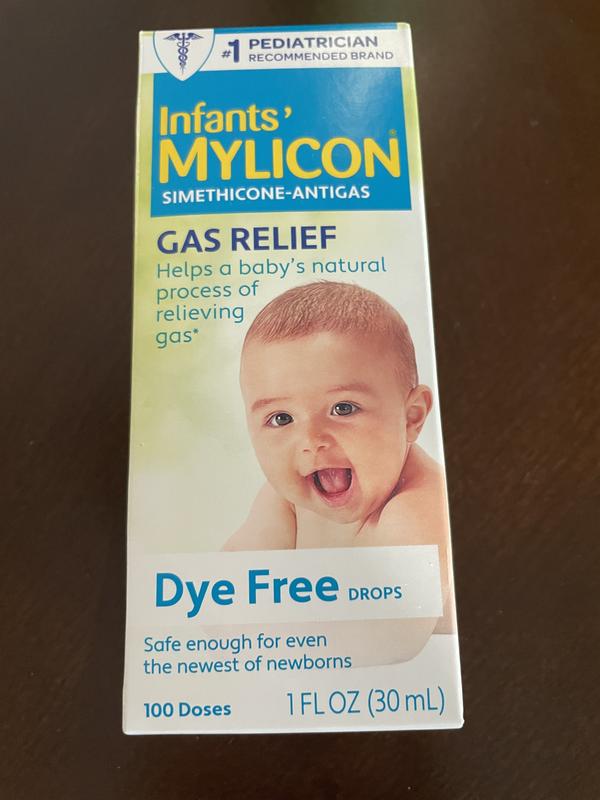 #1 PEDIATRICIAN
RECOMMENDED BRAND
Infants'
MYLICON®
SIMETHICONE-ANTIGAS
GAS RELIEF
Helps a baby's natural
process of
relieving
gas*
Dye Free DROPS
Safe enough for even
the newest of newborns
100 Doses 1 FL OZ (30 mL)